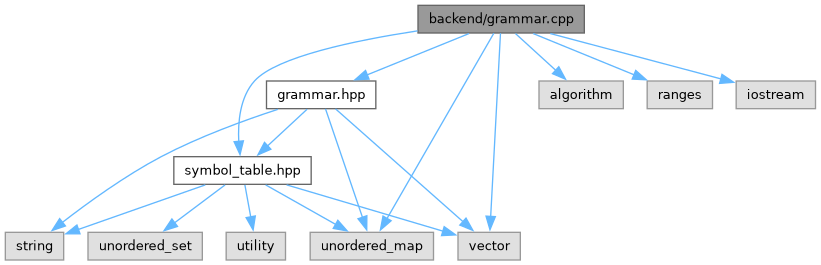 backend/grammar.cpp
grammar.hpp
algorithm
ranges
iostream
symbol_table.hpp
string
unordered_set
utility
unordered_map
vector